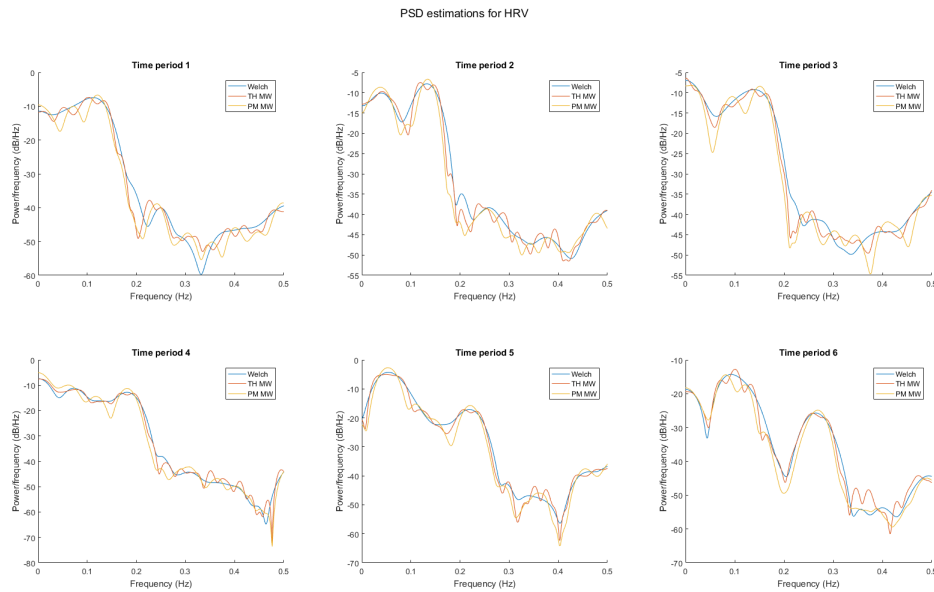 PSD estimations for HRV
Time period 1
Power/frequency (dB/Hz)
0
-10
-20
-30
-40
-50
-60
0 0.1 0.2 0.3 0.4 0.5
Frequency (Hz)
Welch
TH MW
PM MW
Time period 2
Power/frequency (dB/Hz)
-5
-10
-15
-20
-25
-30
-35
-40
-45
-50
-55
0 0.1 0.2 0.3 0.4 0.5
Frequency (Hz)
Welch
TH MW
PM MW
Time period 3
Power/frequency (dB/Hz)
-5
-10
-15
-20
-25
-30
-35
-40
-45
-50
-55
0 0.1 0.2 0.3 0.4 0.5
Frequency (Hz)
Welch
TH MW
PM MW
Time period 4
Power/frequency (dB/Hz)
0
-10
-20
-30
-40
-50
-60
-70
-80
0 0.1 0.2 0.3 0.4 0.5
Frequency (Hz)
Welch
TH MW
PM MW
Time period 5
Power/frequency (dB/Hz)
0
-10
-20
-30
-40
-50
-60
-70
0 0.1 0.2 0.3 0.4 0.5
Frequency (Hz)
Welch
TH MW
PM MW
Time period 6
Power/frequency (dB/Hz)
-10
-20
-30
-40
-50
-60
-70
0 0.1 0.2 0.3 0.4 0.5
Frequency (Hz)
Welch
TH MW
PM MW